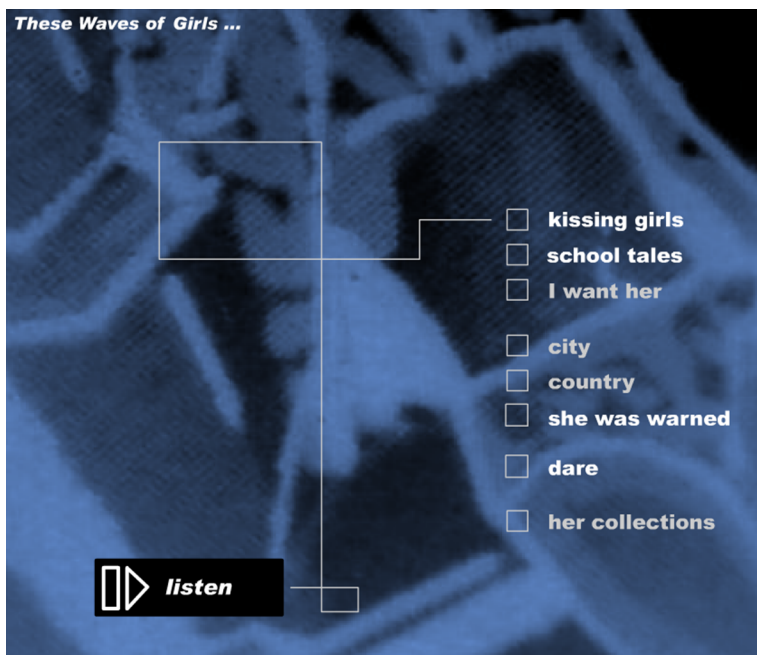 These Waves of Girls ...
kissing girls
school tales
I want her
city
country
she was warned
dare
her collections
listen